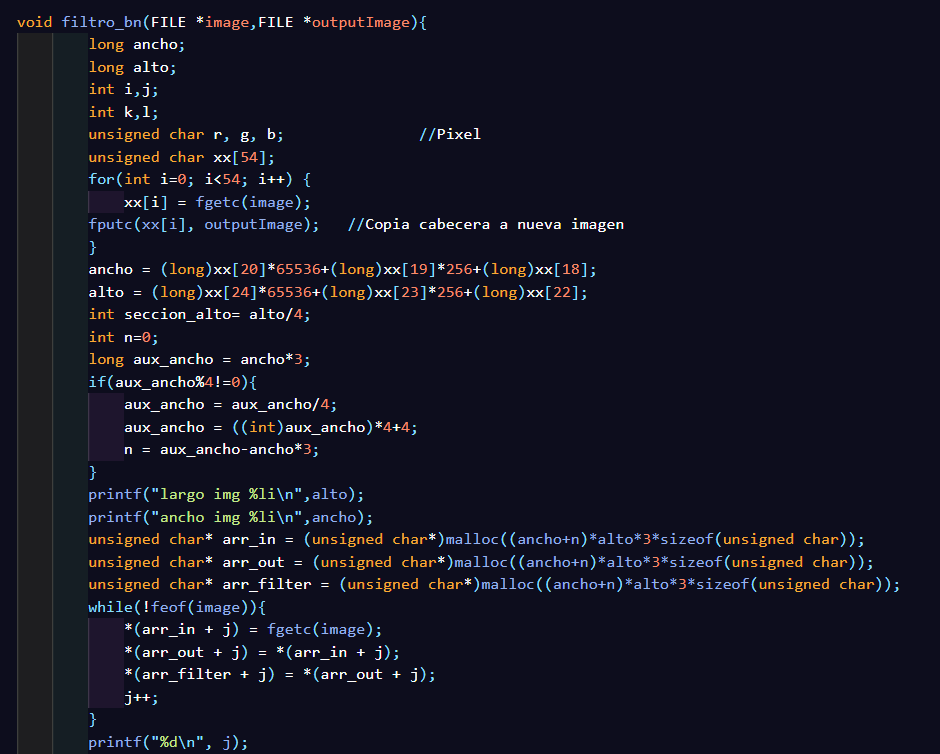 void filtro_bn(FILE *image,FILE *outputImage){
long ancho;
long alto;
int i,j;
int k,l;
unsigned char r, g, b;               //Pixel
unsigned char xx[54];
for(int i=0; i<54; i++) {
xx[i] = fgetc(image);
fputc(xx[i], outputImage);   //Copia cabecera a nueva imagen
}
ancho = (long)xx[20]*65536+(long)xx[19]*256+(long)xx[18];
alto = (long)xx[24]*65536+(long)xx[23]*256+(long)xx[22];
int seccion_alto= alto/4;
int n=0;
long aux_ancho = ancho*3;
if(aux_ancho%4!=0){
aux_ancho = aux_ancho/4;
aux_ancho = ((int)aux_ancho)*4+4;
n = aux_ancho-ancho*3;
}
printf("largo img %li\n",alto);
printf("ancho img %li\n",ancho);
unsigned char* arr_in = (unsigned char*)malloc((ancho+n)*alto*3*sizeof(unsigned char));
unsigned char* arr_out = (unsigned char*)malloc((ancho+n)*alto*3*sizeof(unsigned char));
unsigned char* arr_filter = (unsigned char*)malloc((ancho+n)*alto*3*sizeof(unsigned char));
while(!feof(image)){
*(arr_in + j) = fgetc(image);
*(arr_out + j) = *(arr_in + j);
*(arr_filter + j) = *(arr_out + j);
j++;
}
printf("%d\n", j);